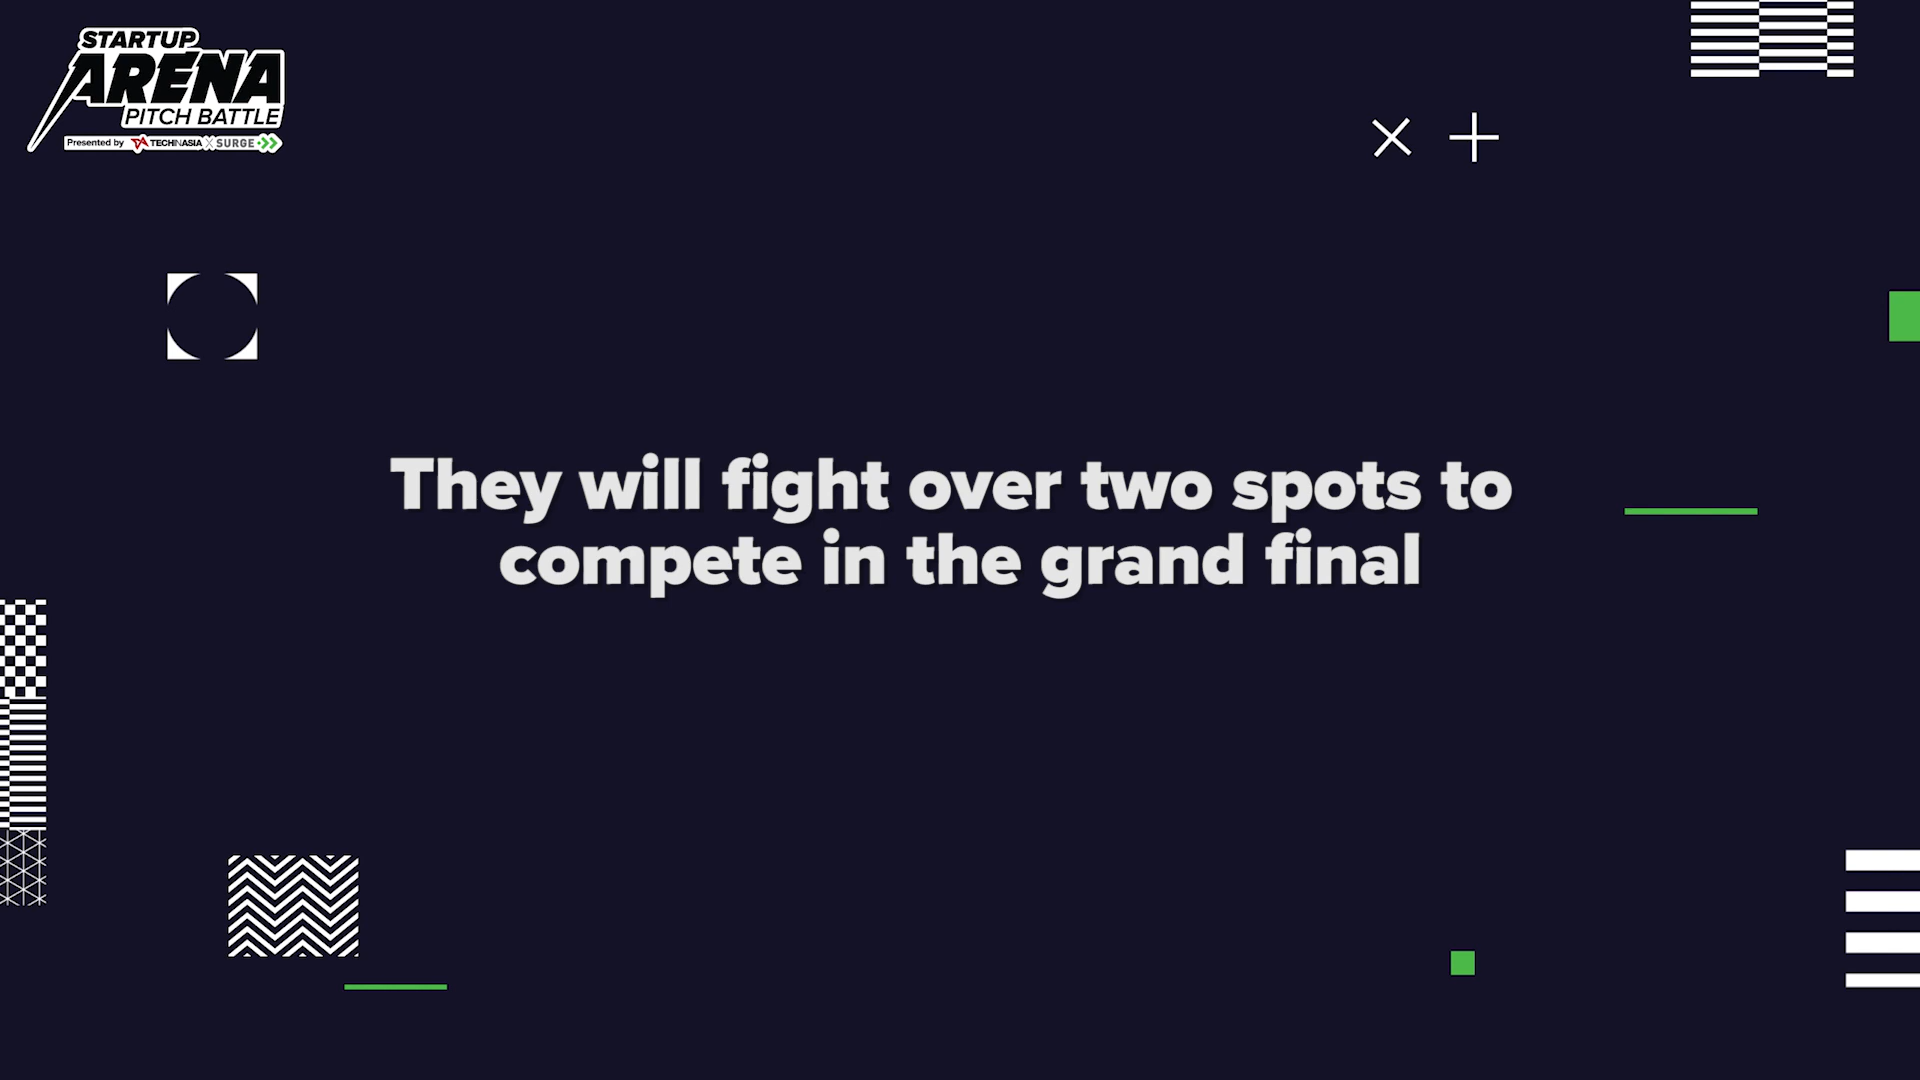 STARTUP
ARENA
PITCH BATTLE
Presented by TECHINASIA X SURGE
They will fight over two spots to
compete in the grand final